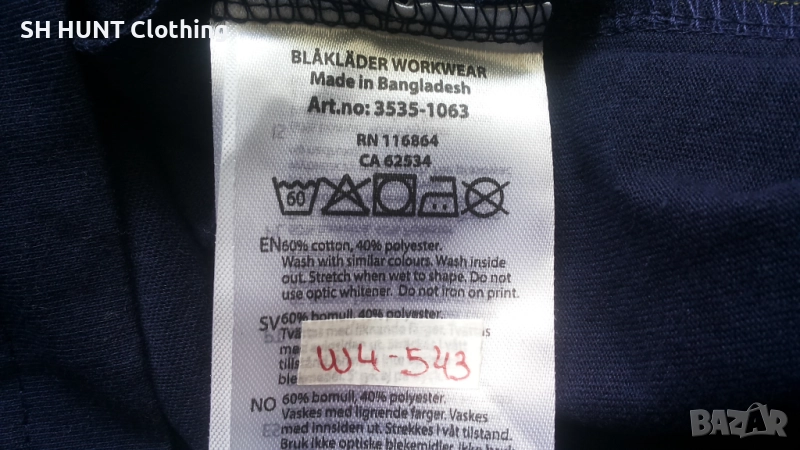 SH HUNT Clothing
BLÅKLÄDER WORKWEAR
Made in Bangladesh
Art.no: 3535-1063
RN 116864
CA 62534
60
EN 60% cotton, 40% polyester.
Wash with similar colours. Wash inside
out. Stretch when wet to shape. Do not
use optic whitener. Do not iron on print.
SV 60% bomull, 40% polyester.
W4-543
NO 60% bomull, 40% polyester.
Vaskes med lignende farger. Vaskes
med innsiden ut. Strekkes i våt tilstand.
Bruk ikke optiske blekemidler, ikke
BAZAR